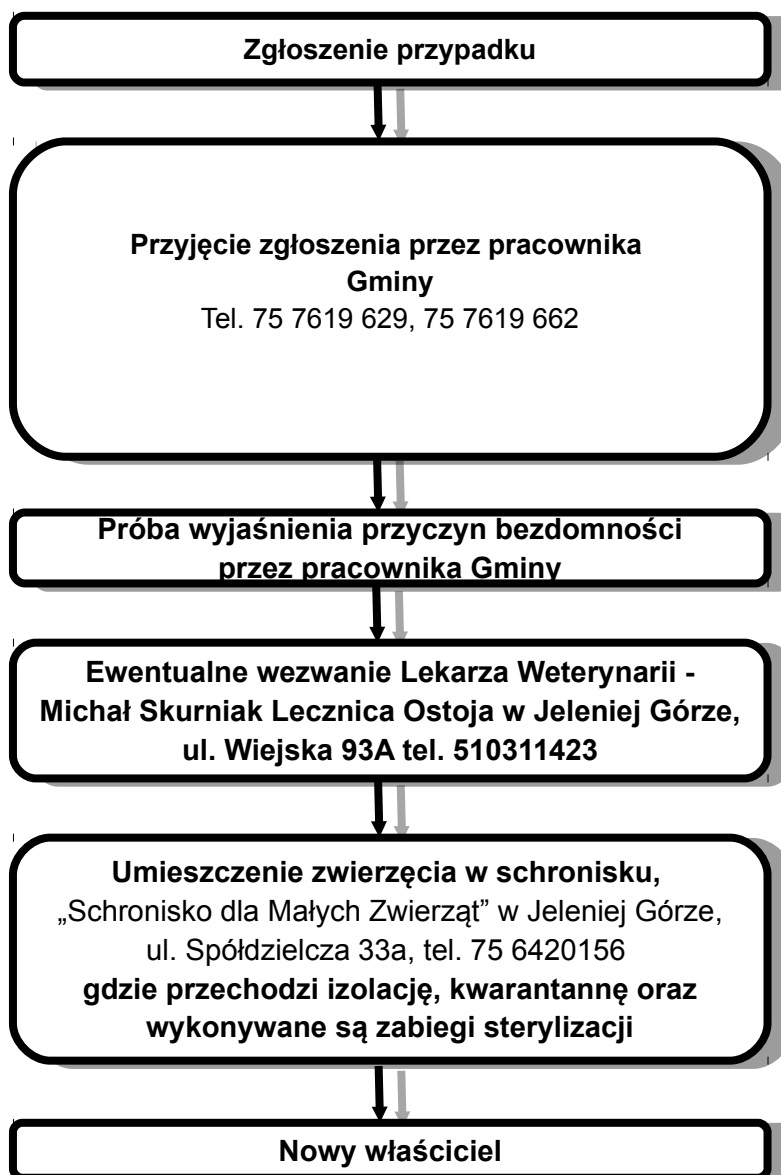 Zgłoszenie przypadku
Przyjęcie zgłoszenia przez pracownika
Gminy
Tel. 75 7619 629, 75 7619 662
Próba wyjaśnienia przyczyn bezdomności
przez pracownika Gminy
Ewentualne wezwanie Lekarza Weterynarii -
Michał Skurniak Lecznica Ostoja w Jeleniej Górze,
ul. Wiejska 93A tel. 510311423
Umieszczenie zwierzęcia w schronisku,
„Schronisko dla Małych Zwierząt” w Jeleniej Górze,
ul. Spółdzielcza 33a, tel. 75 6420156
gdzie przechodzi izolację, kwarantannę oraz
wykonywane są zabiegi sterylizacji
Nowy właściciel